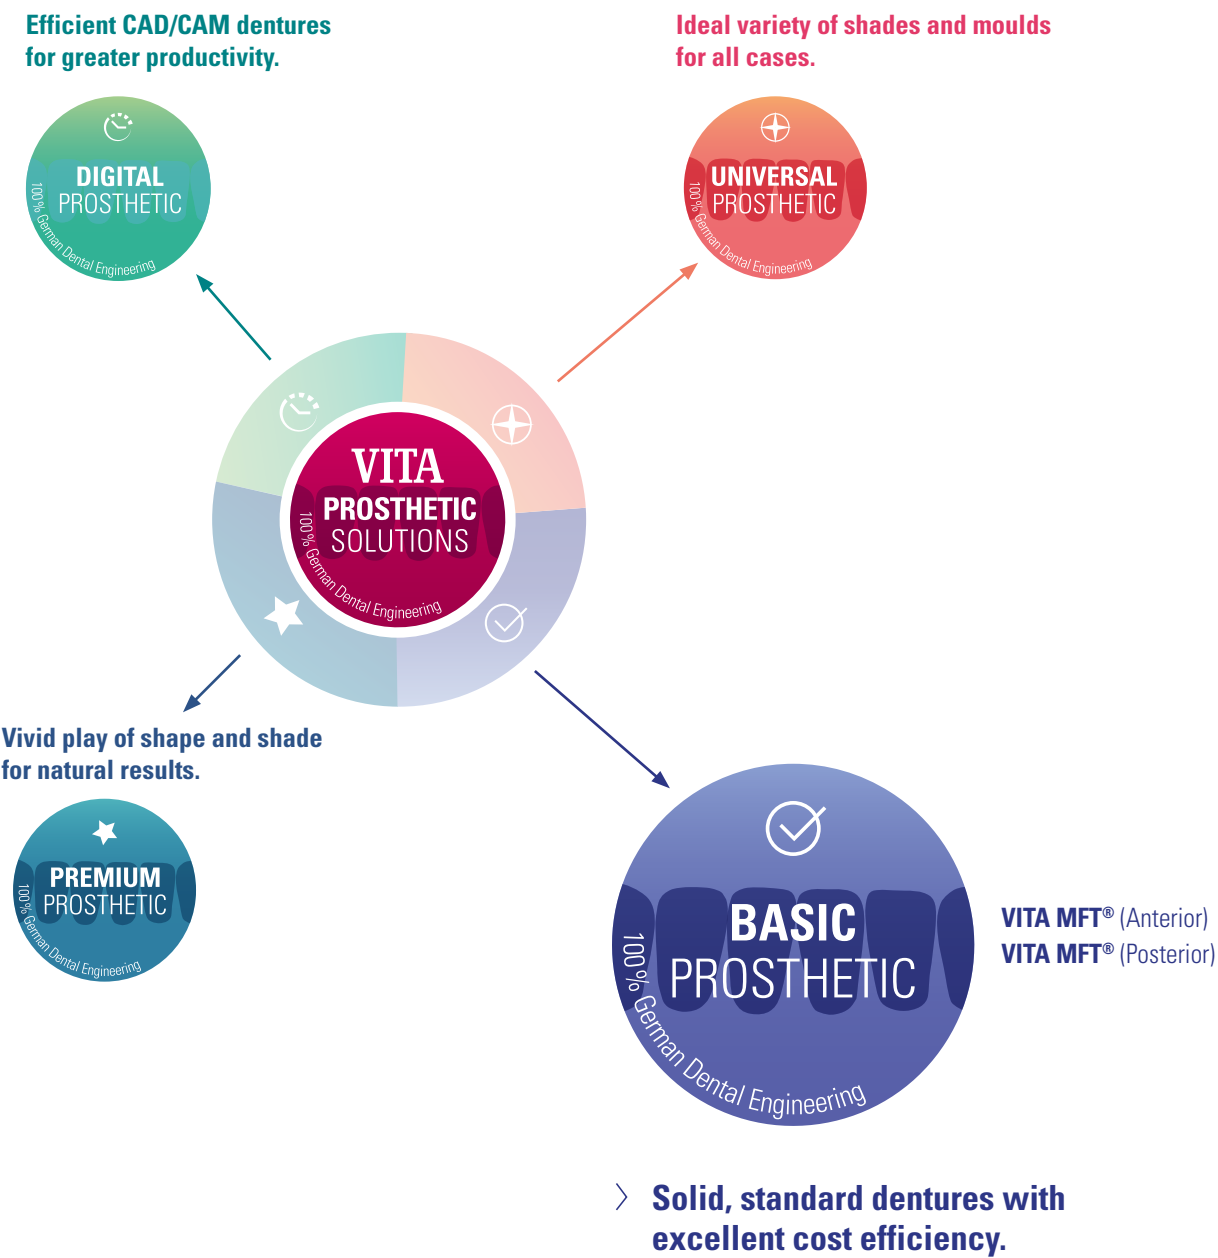 Efficient CAD/CAM dentures
for greater productivity.
DIGITAL
PROSTHETIC
100% German Dental Engineering
Ideal variety of shades and moulds
for all cases.
UNIVERSAL
PROSTHETIC
100% German Dental Engineering
VITA
PROSTHETIC
SOLUTIONS
100% German Dental Engineering
Vivid play of shape and shade
for natural results.
PREMIUM
PROSTHETIC
100% German Dental Engineering
BASIC
PROSTHETIC
100% German Dental Engineering
VITA MFT® (Anterior)
VITA MFT® (Posterior)
Solid, standard dentures with
excellent cost efficiency.